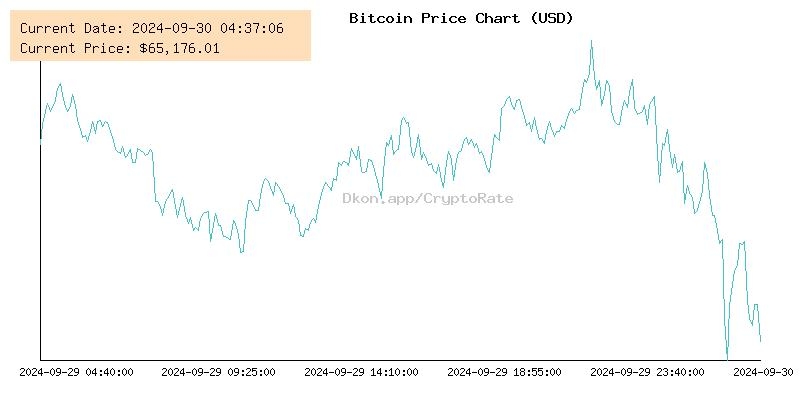 Bitcoin Price Chart (USD)
Current Date: 2024-09-30 04:37:06
Current Price: $65,176.01
Dkon.app/CryptoRate
2024-09-29 04:40:00 2024-09-29 09:25:00 2024-09-29 14:10:00 2024-09-29 18:55:00 2024-09-29 23:40:00 2024-09-30